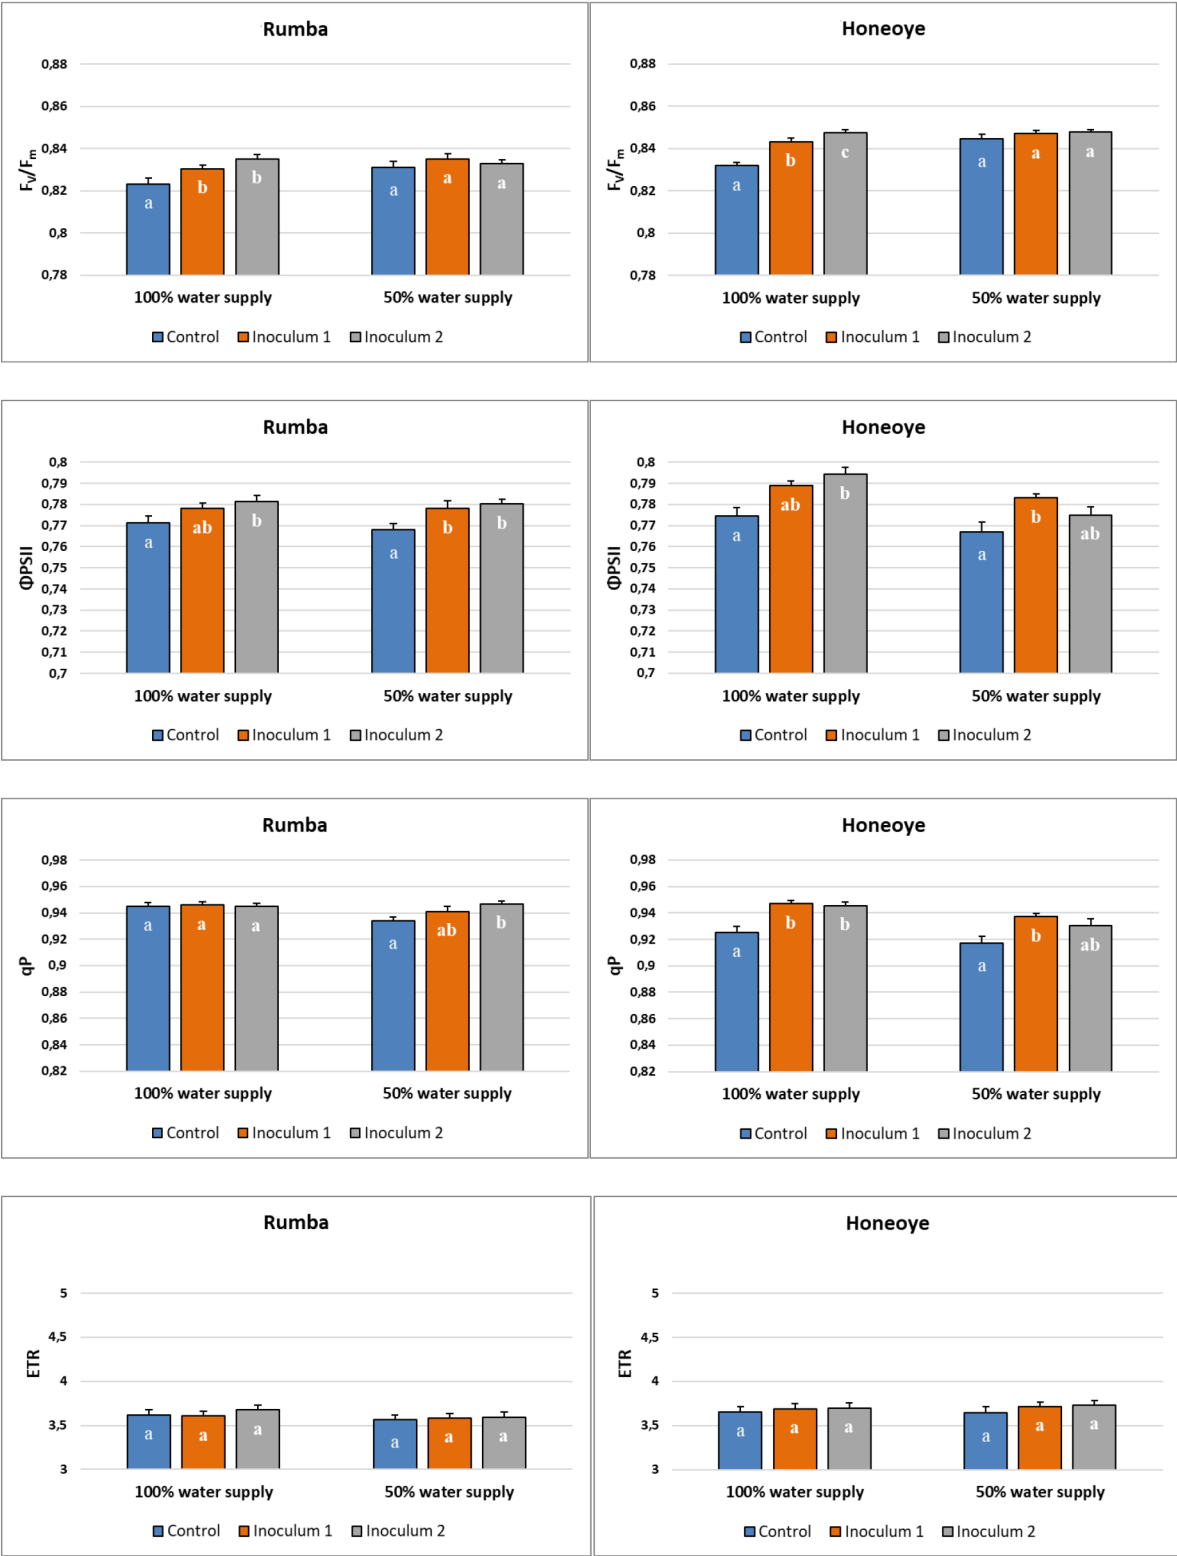 Rumba
0,88
0,86
0,84
0,82
0,8
0,78
Fv/Fm
a b b a a a
100% water supply 50% water supply
Control Inoculum 1 Inoculum 2
Honeoye
0,88
0,86
0,84
0,82
0,8
0,78
Fv/Fm
a b c a a a
100% water supply 50% water supply
Control Inoculum 1 Inoculum 2
Rumba
0,8
0,79
0,78
0,77
0,76
0,75
0,74
0,73
0,72
0,71
0,7
ΦPSII
a ab b a b b
100% water supply 50% water supply
Control Inoculum 1 Inoculum 2
Honeoye
0,8
0,79
0,78
0,77
0,76
0,75
0,74
0,73
0,72
0,71
0,7
ΦPSII
a ab b a b ab
100% water supply 50% water supply
Control Inoculum 1 Inoculum 2
Rumba
0,98
0,96
0,94
0,92
0,9
0,88
0,86
0,84
0,82
qP
a a a a ab b
100% water supply 50% water supply
Control Inoculum 1 Inoculum 2
Honeoye
0,98
0,96
0,94
0,92
0,9
0,88
0,86
0,84
0,82
qP
a b b a b ab
100% water supply 50% water supply
Control Inoculum 1 Inoculum 2
Rumba
5
4,5
4
3,5
3
ETR
a a a a a a
100% water supply 50% water supply
Control Inoculum 1 Inoculum 2
Honeoye
5
4,5
4
3,5
3
ETR
a a a a a a
100% water supply 50% water supply
Control Inoculum 1 Inoculum 2